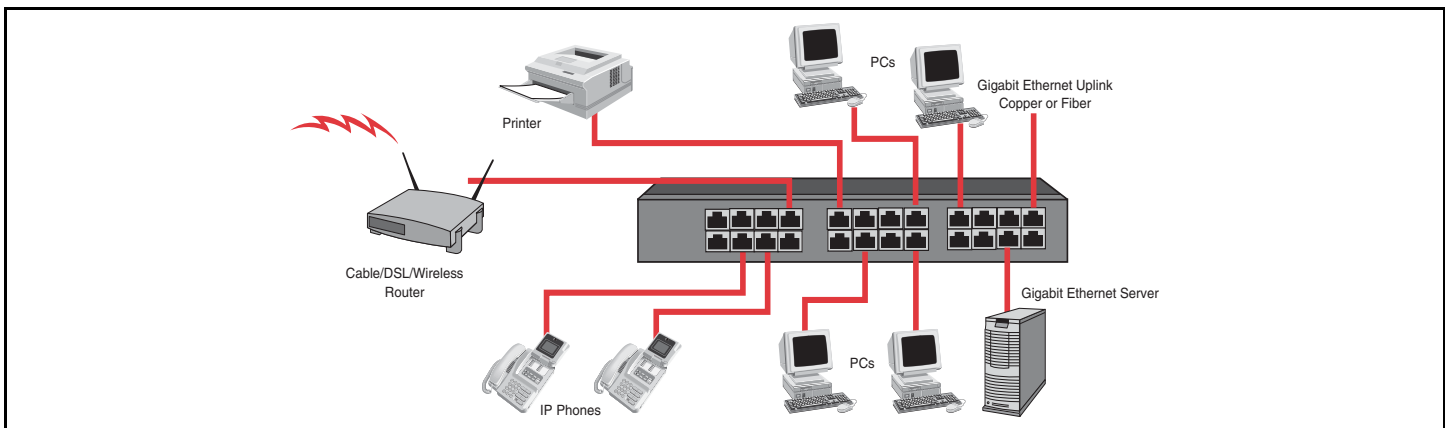 PCs
Gigabit Ethernet Uplink
Copper or Fiber
Printer
Cable/DSL/Wireless
Router
Gigabit Ethernet Server
PCs
IP Phones